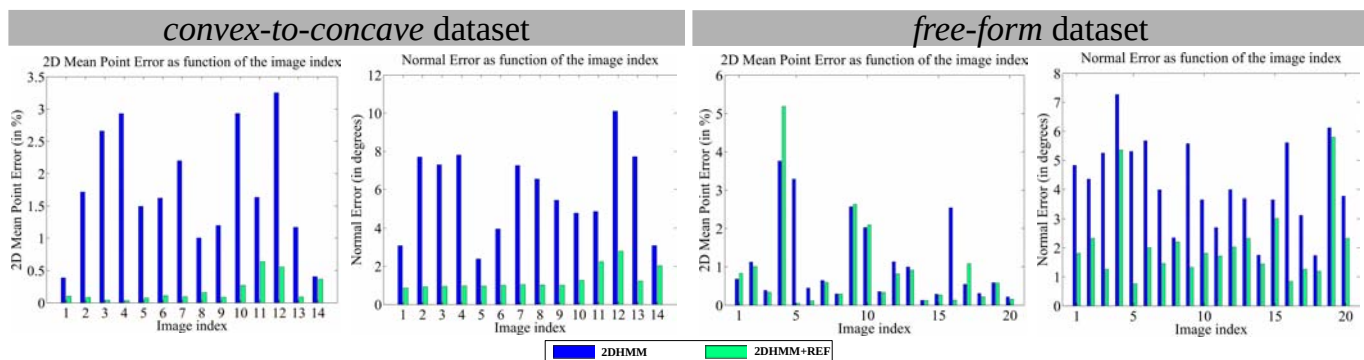 convex-to-concave dataset
free-form dataset
2D Mean Point Error as function of the image index
2D Mean Point Error (in %)
3.5
3
2.5
2
1.5
1
0.5
0
1 2 3 4 5 6 7 8 9 10 11 12 13 14
Image index
Normal Error as function of the image index
Normal Error (in degrees)
12
10
8
6
4
2
0
1 2 3 4 5 6 7 8 9 10 11 12 13 14
Image index
2D Mean Point Error as function of the image index
2D Mean Point Error (in %)
6
5
4
3
2
1
0
1 5 10 15 20
Image index
Normal Error as function of the image index
Normal Error (in degrees)
8
7
6
5
4
3
2
1
0
1 5 10 15 20
Image index
2DHMM 2DHMM+REF